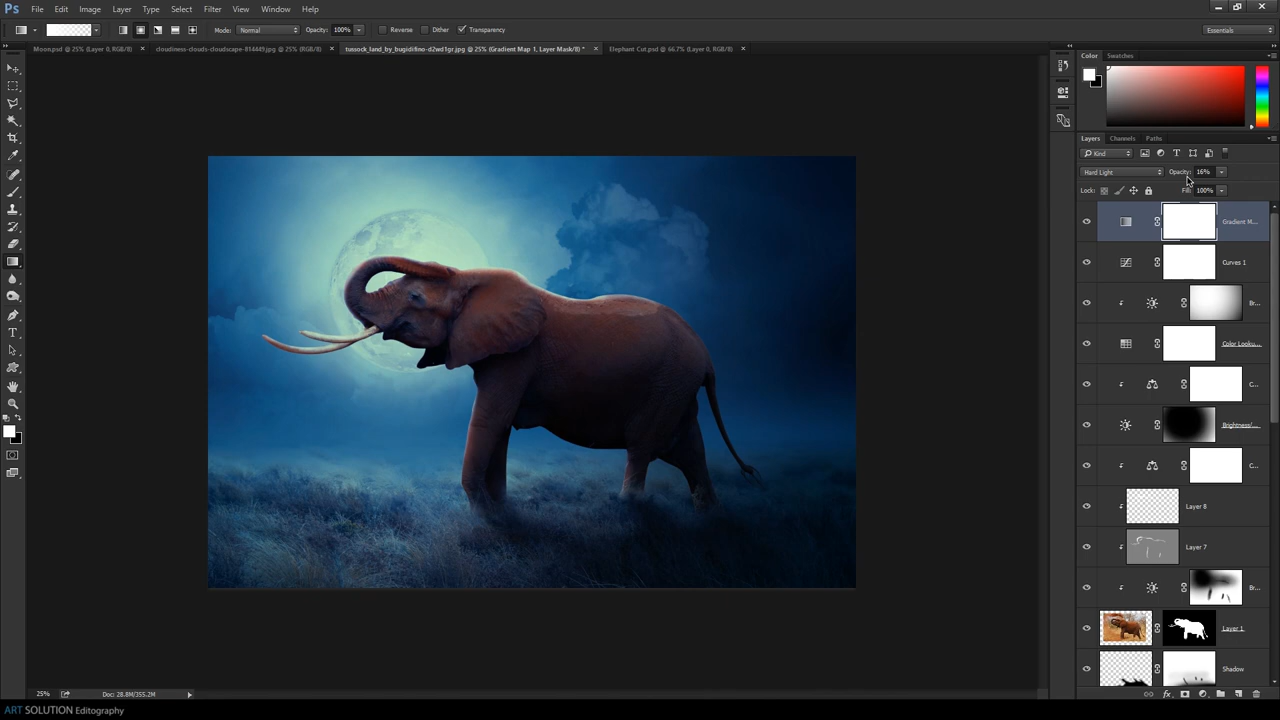 Ps File Edit Image Layer Type Select Filter View Window Help
Mode: Normal Opacity: 100% Reverse Dither Transparency Essentials
Moon.psd @ 25% (Layer 0, RGB/8) cloudiness-clouds-cloudscape-814449.jpg @ 25% (RGB/8) tussock_land_by_bugidifino-d2wd1gr.jpg @ 25% (Gradient Map 1, Layer Mask/8) * Elephant Cut.psd @ 66.7% (Layer 0, RGB/8)
Color Swatches
Layers Channels Paths
Kind
Hard Light Opacity: 16%
Lock: Fill: 100%
Gradient M...
Curves 1
Br...
Color Looku...
C...
Brightness/...
C...
Layer 8
Layer 7
Br...
Layer 1
Shadow
25% Doc: 28.8M/355.2M
fx
ART SOLUTION Editography